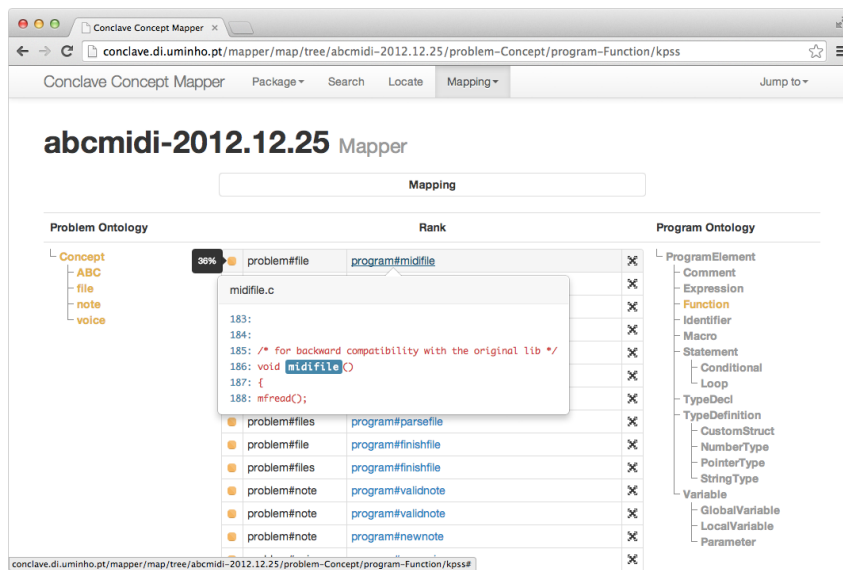 Conclave Concept Mapper ×
conclave.di.uminho.pt/mapper/map/tree/abcmidi-2012.12.25/problem-Concept/program-Function/kpss
Conclave Concept Mapper Package Search Locate Mapping Jump to
abcmidi-2012.12.25 Mapper
Mapping
Problem Ontology Rank Program Ontology
Concept
ABC
file
note
voice
36% problem#file program#midifile
midifile.c
183:
184:
185: /* for backward compatibility with the original lib */
186: void midifile()
187: {
188: mfread();
problem#files program#parsefile
problem#file program#finishfile
problem#files program#finishfile
problem#note program#validnote
problem#note program#validnote
problem#note program#newnote
ProgramElement
Comment
Expression
Function
Identifier
Macro
Statement
Conditional
Loop
TypeDecl
TypeDefinition
CustomStruct
NumberType
PointerType
StringType
Variable
GlobalVariable
LocalVariable
Parameter
conclave.di.uminho.pt/mapper/map/tree/abcmidi-2012.12.25/problem-Concept/program-Function/kpss#